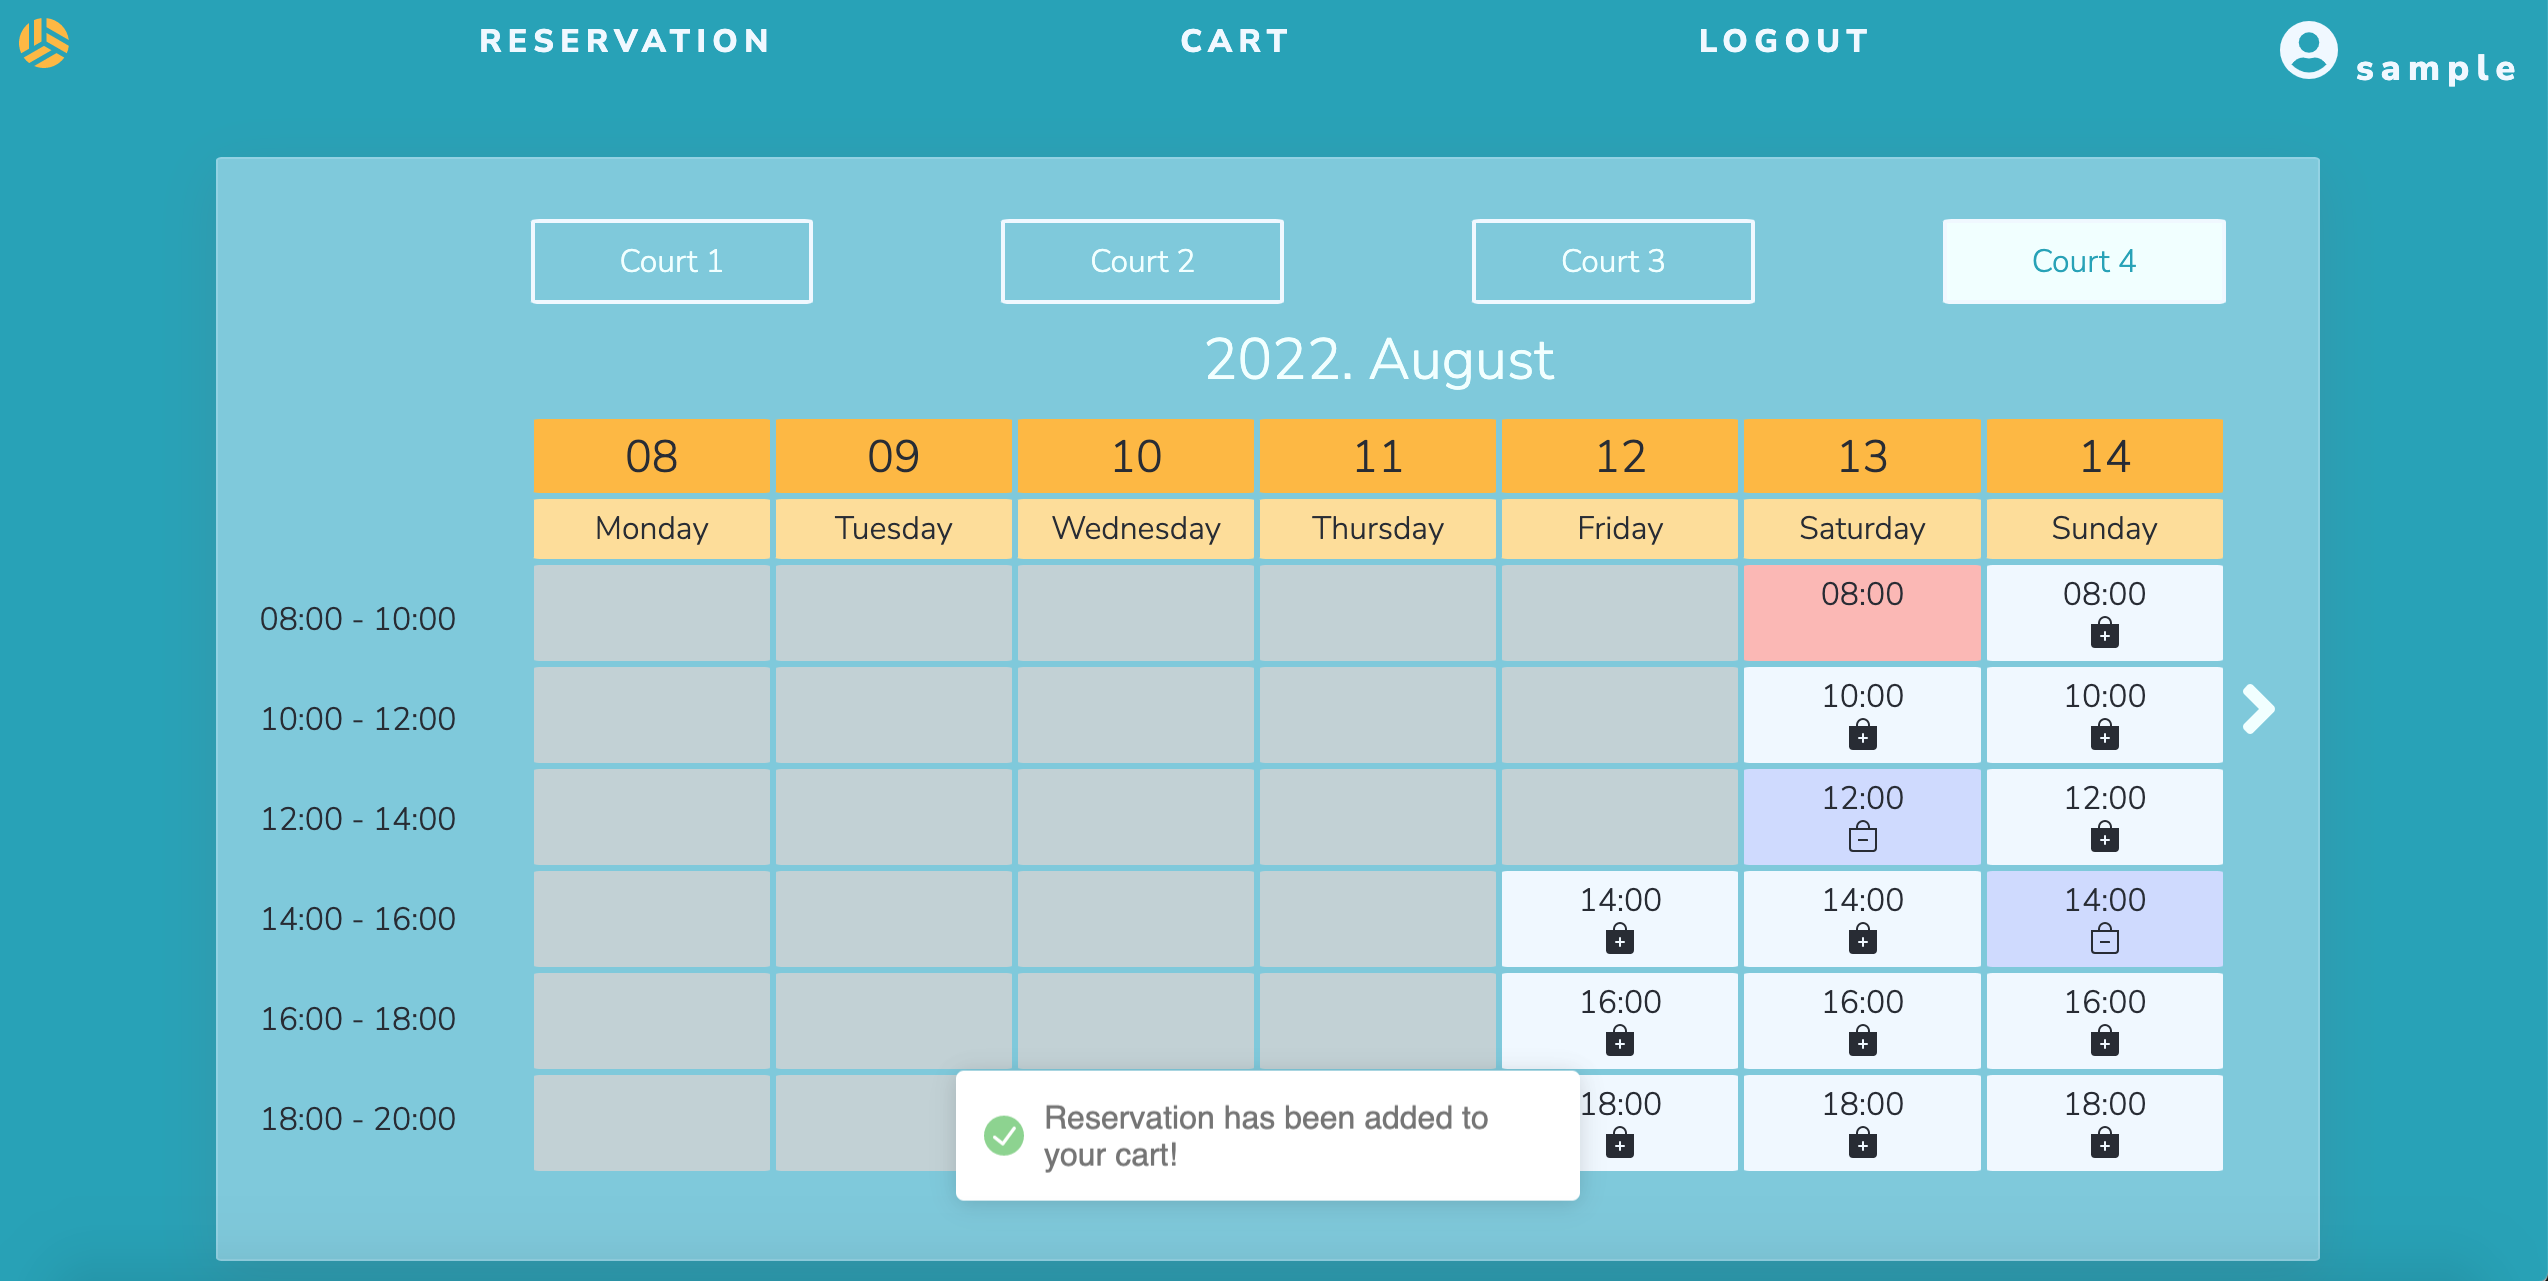 RESERVATION CART LOGOUT sample
Court 1 Court 2 Court 3 Court 4
2022. August
08 09 10 11 12 13 14
Monday Tuesday Wednesday Thursday Friday Saturday Sunday
08:00 - 10:00 08:00 08:00
10:00 - 12:00 10:00 10:00
12:00 - 14:00 12:00 12:00
14:00 - 16:00 14:00 14:00 14:00
16:00 - 18:00 16:00 16:00 16:00
18:00 - 20:00 18:00 18:00 18:00
Reservation has been added to
your cart!